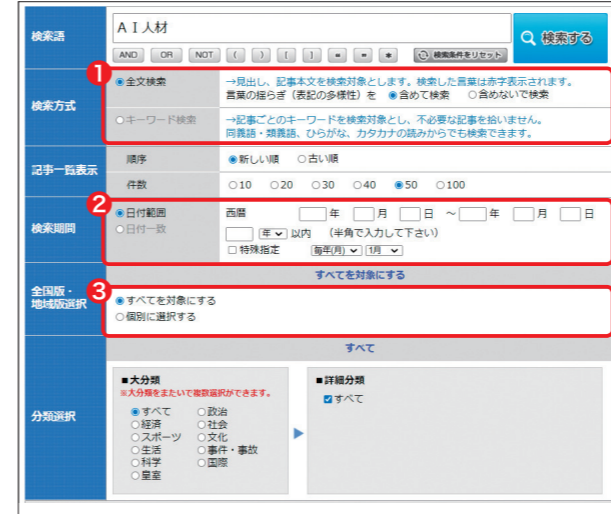 検索語
AI人材
検索する
AND OR NOT ( ) [ ] = = * 検索条件をリセット
1
検索方式
全文検索
→見出し、記事本文を検索対象とします。検索した言葉は赤字表示されます。
言葉の揺らぎ（表記の多様性）を 含めて検索 含めないで検索
キーワード検索
→記事ごとのキーワードを検索対象とし、不必要な記事を拾いません。
同義語・類義語、ひらがな、カタカナの読みからでも検索できます。
記事一覧表示
順序 新しい順 古い順
件数 10 20 30 40 50 100
2
検索期間
日付範囲 西暦 年 月 日 ～ 年 月 日
日付一致 年 以内 （半角で入力して下さい）
特殊指定 毎年(月) 1月
すべてを対象にする
3
全国版・
地域版選択
すべてを対象にする
個別に選択する
すべて
分類選択
■大分類
※大分類をまたいで複数選択ができます。
すべて 政治
経済 社会
スポーツ 文化
生活 事件・事故
科学 国際
皇室
■詳細分類
すべて